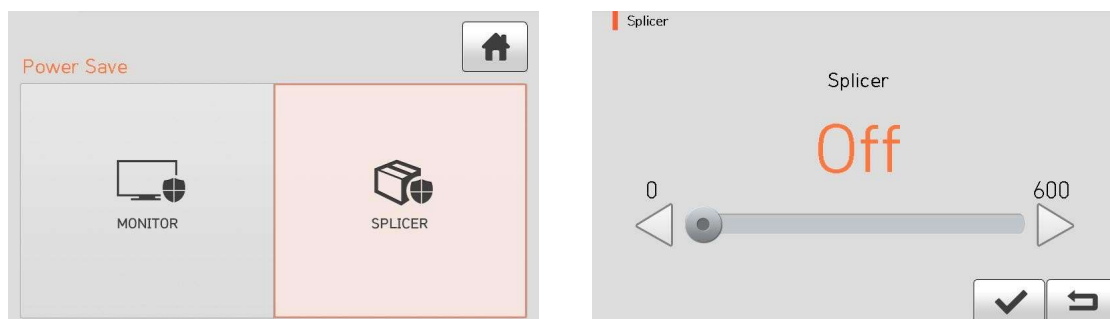 Power Save
MONITOR
SPLICER
Splicer
Splicer
Off
0
600